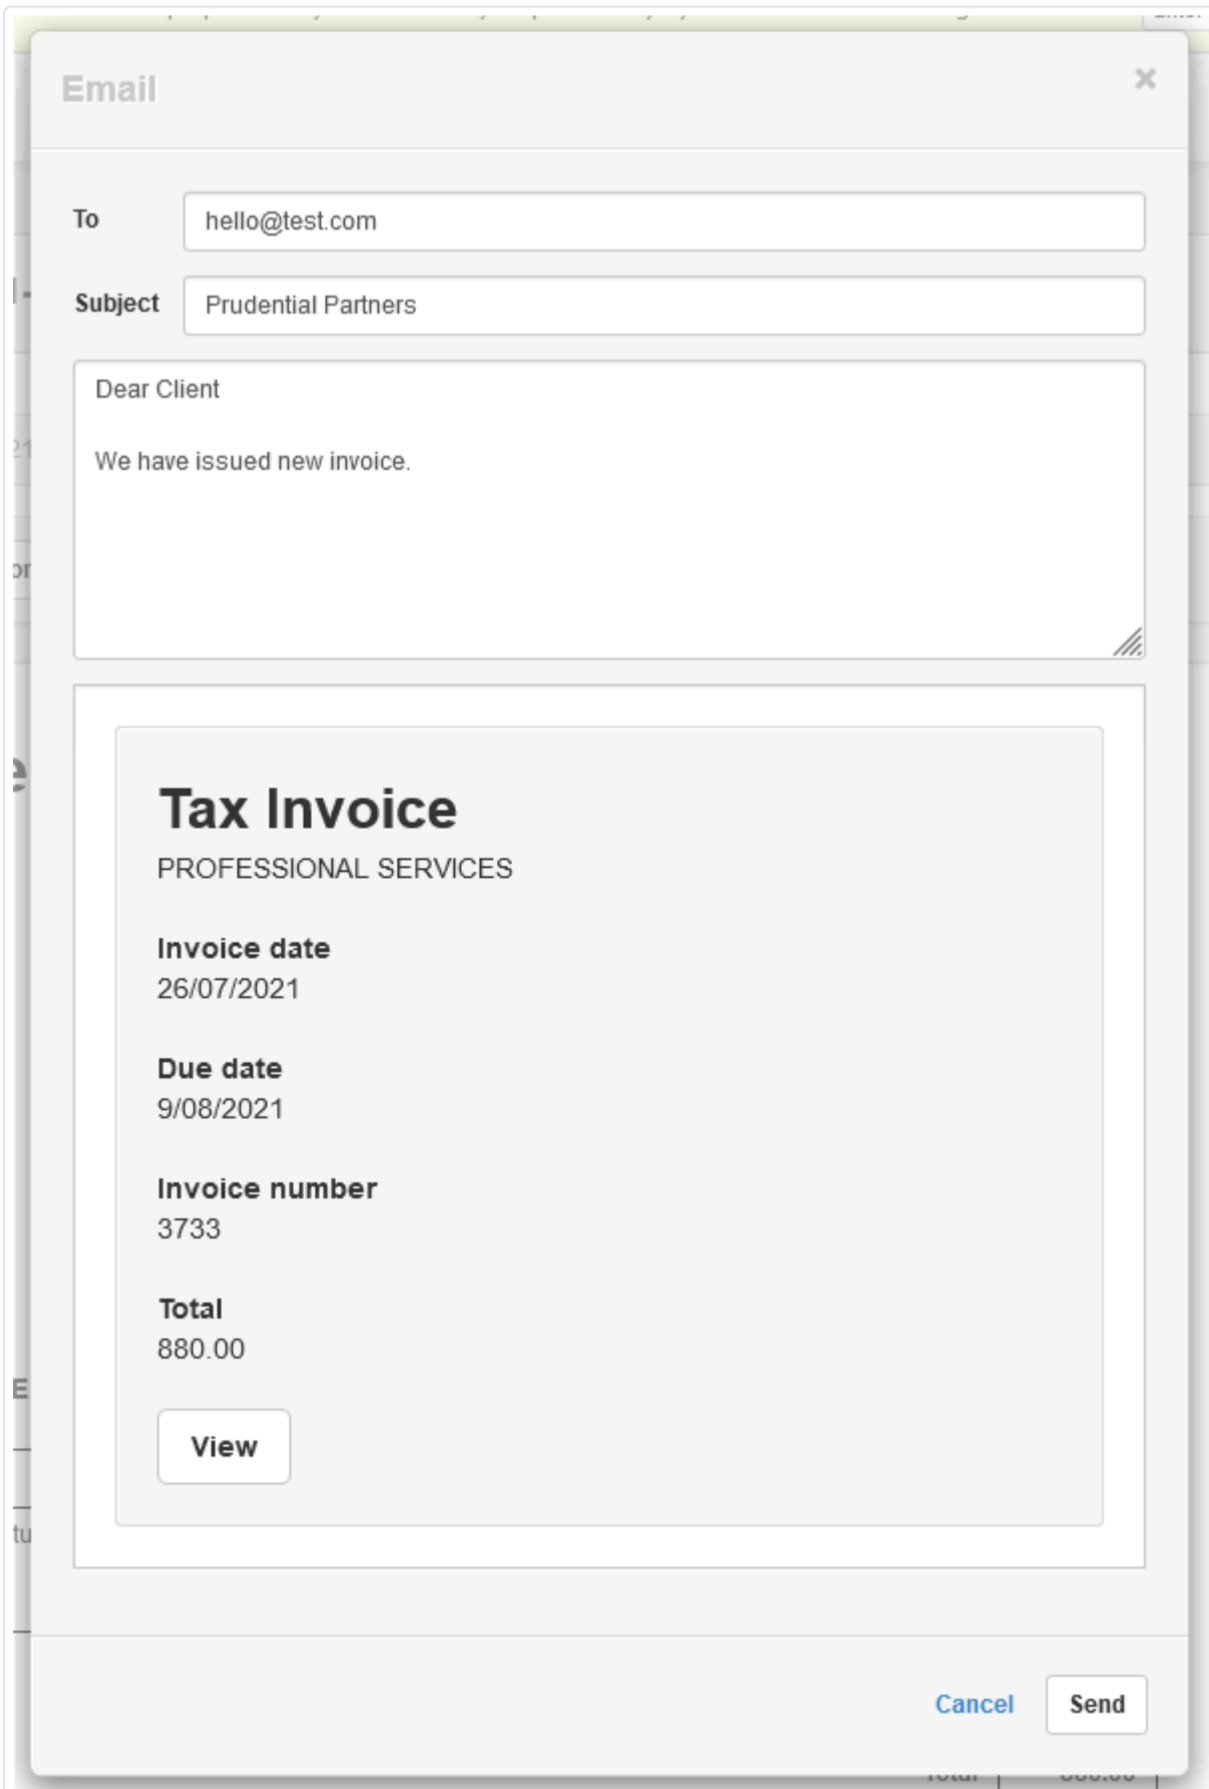 Email
×
To
hello@test.com
Subject
Prudential Partners
Dear Client
We have issued new invoice.
Tax Invoice
PROFESSIONAL SERVICES
Invoice date
26/07/2021
Due date
9/08/2021
Invoice number
3733
Total
880.00
View
Cancel
Send